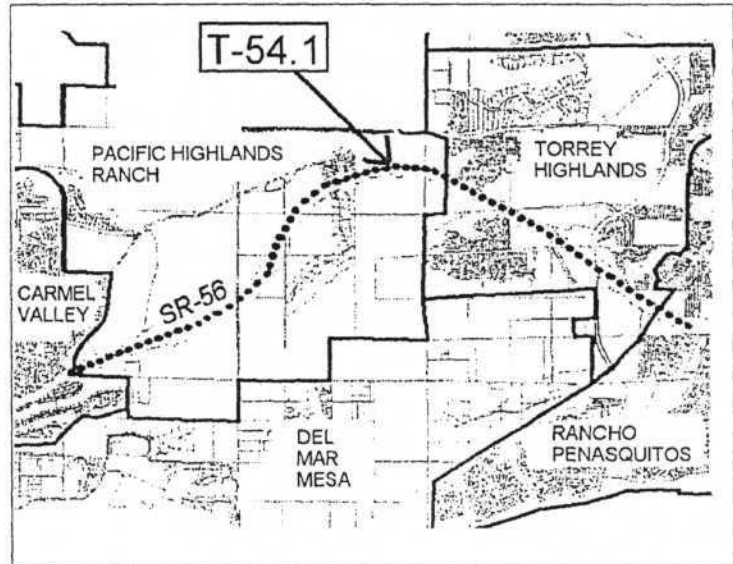 T-54.1
PACIFIC HIGHLANDS
RANCH
TORREY
HIGHLANDS
CARMEL
VALLEY
SR-56
DEL
MAR
MESA
RANCHO
PENASQUITOS